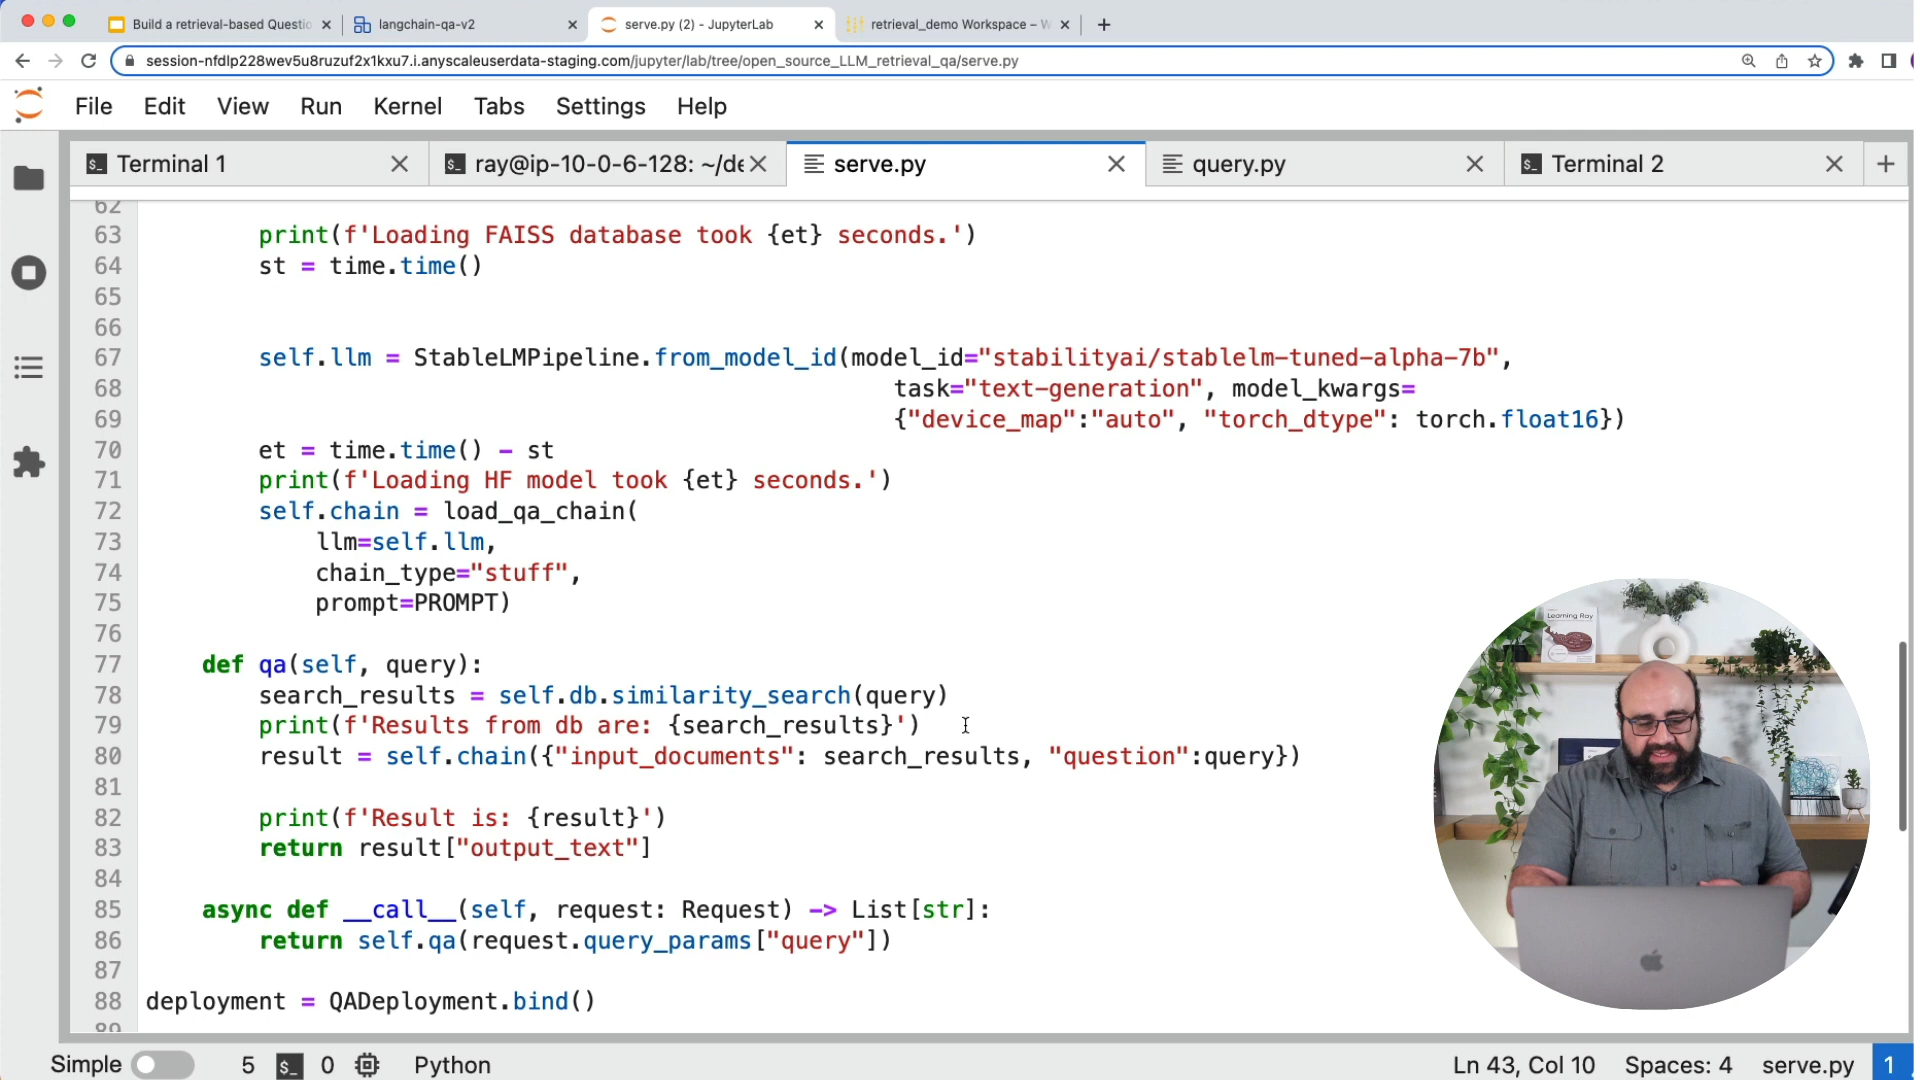 Build a retrieval-based Questio
langchain-qa-v2
serve.py (2) - JupyterLab
retrieval_demo Workspace – W
session-nfdlp228wev5u8ruzuf2x1kxu7.i.anyscaleuserdata-staging.com/jupyter/lab/tree/open_source_LLM_retrieval_qa/serve.py
File Edit View Run Kernel Tabs Settings Help
Terminal 1
ray@ip-10-0-6-128: ~/de
serve.py
query.py
Terminal 2
62
63 print(f'Loading FAISS database took {et} seconds.')
64 st = time.time()
65
66
67 self.llm = StableLMPipeline.from_model_id(model_id="stabilityai/stablelm-tuned-alpha-7b",
68 task="text-generation", model_kwargs=
69 {"device_map":"auto", "torch_dtype": torch.float16})
70 et = time.time() - st
71 print(f'Loading HF model took {et} seconds.')
72 self.chain = load_qa_chain(
73 llm=self.llm,
74 chain_type="stuff",
75 prompt=PROMPT)
76
77 def qa(self, query):
78 search_results = self.db.similarity_search(query)
79 print(f'Results from db are: {search_results}')
80 result = self.chain({"input_documents": search_results, "question":query})
81
82 print(f'Result is: {result}')
83 return result["output_text"]
84
85 async def __call__(self, request: Request) -> List[str]:
86 return self.qa(request.query_params["query"])
87
88 deployment = QADeployment.bind()
89
Learning Ray
Simple 5 $_ 0 Python Ln 43, Col 10 Spaces: 4 serve.py 1